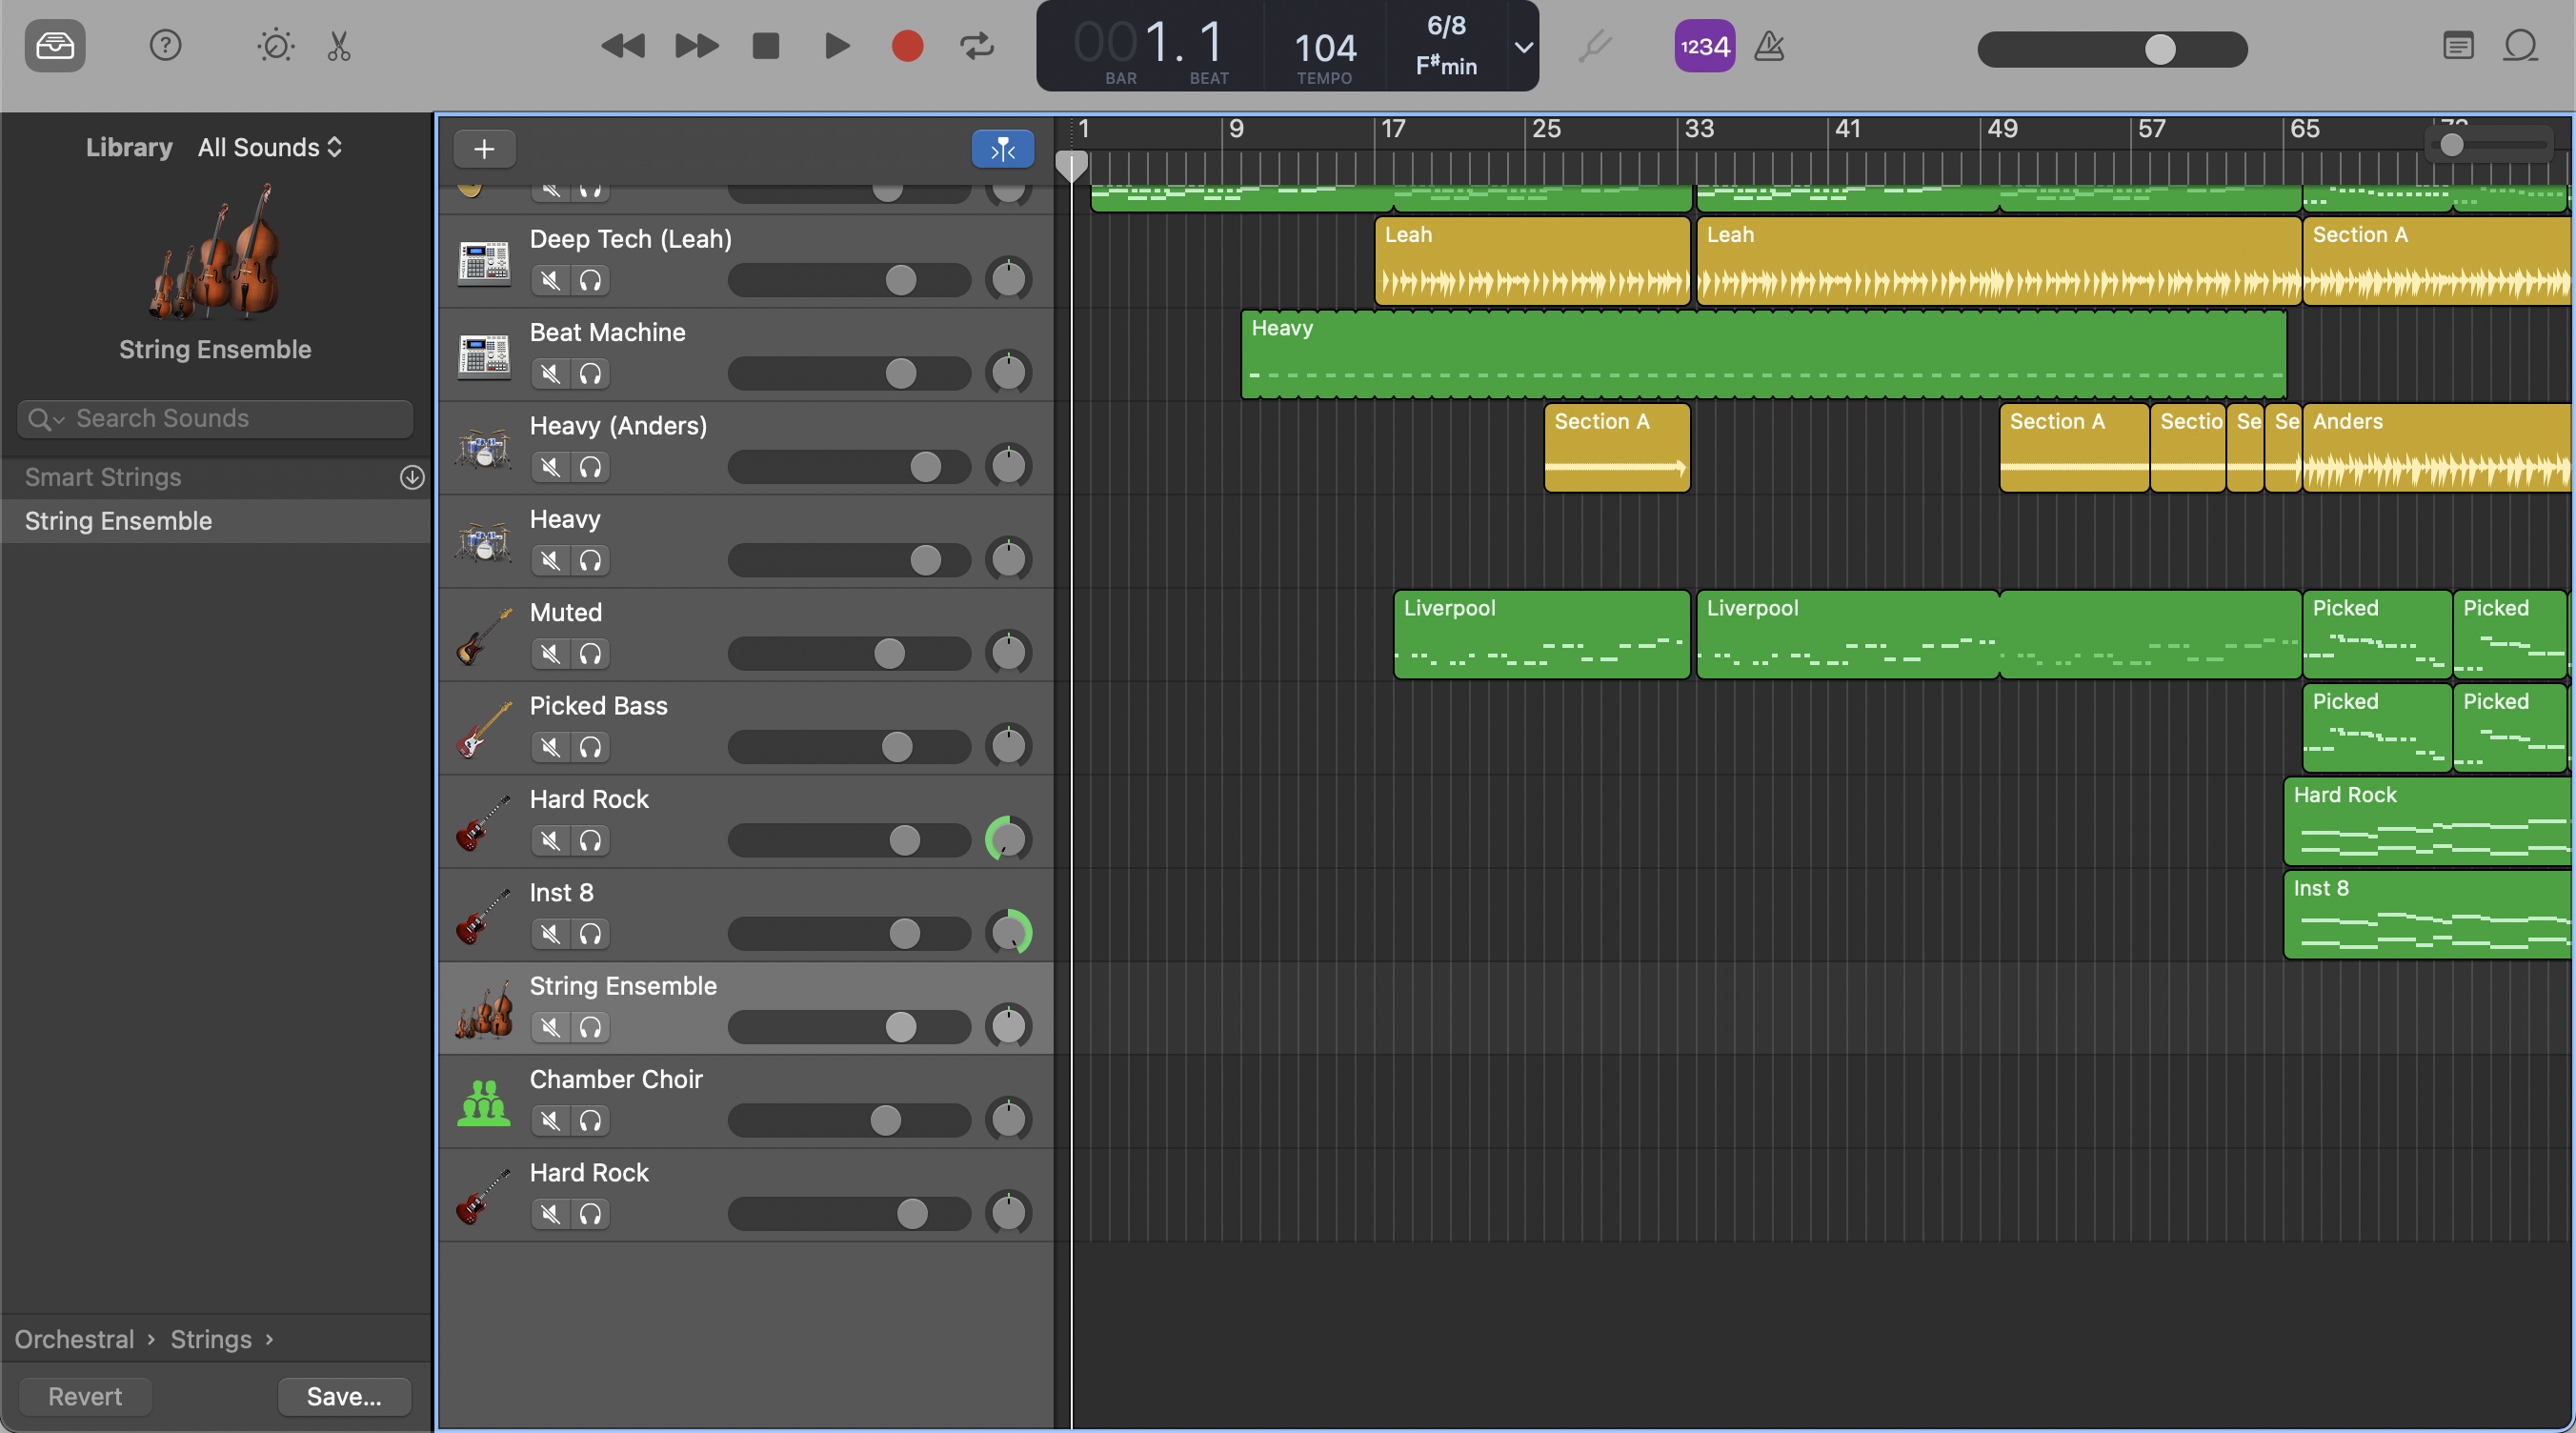 001. 1
BAR
BEAT
104
TEMPO
6/8
F#min
1234
Library
All Sounds
String Ensemble
Search Sounds
Smart Strings
String Ensemble
Orchestral › Strings ›
Revert
Save...
1
9
17
25
33
41
49
57
65
Deep Tech (Leah)
Leah
Leah
Section A
Beat Machine
Heavy
Heavy (Anders)
Section A
Section A
Sectio
Se
Se
Anders
Heavy
Muted
Liverpool
Liverpool
Picked
Picked
Picked Bass
Picked
Picked
Hard Rock
Hard Rock
Inst 8
Inst 8
String Ensemble
Chamber Choir
Hard Rock